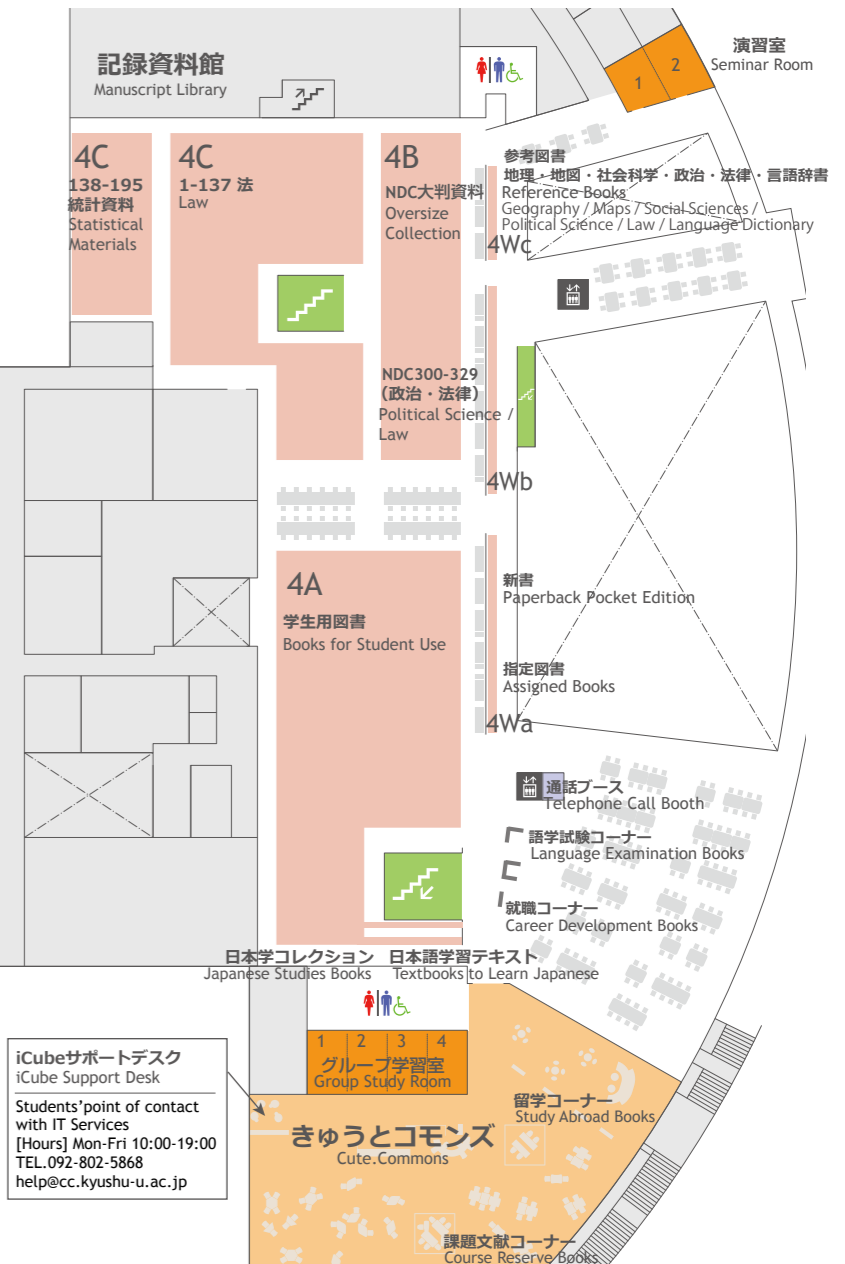 記録資料館
Manuscript Library
演習室
Seminar Room
1
2
4C
138-195
統計資料
Statistical
Materials
4C
1-137 法
Law
4B
NDC大判資料
Oversize
Collection
参考図書
地理・地図・社会科学・政治・法律・言語辞書
Reference Books
Geography / Maps / Social Sciences /
Political Science / Law / Language Dictionary
4Wc
NDC300-329
（政治・法律）
Political Science /
Law
4Wb
4A
学生用図書
Books for Student Use
新書
Paperback Pocket Edition
指定図書
Assigned Books
4Wa
通話ブース
Telephone Call Booth
語学試験コーナー
Language Examination Books
就職コーナー
Career Development Books
日本学コレクション
Japanese Studies Books
日本語学習テキスト
Textbooks to Learn Japanese
1
2
3
4
グループ学習室
Group Study Room
iCubeサポートデスク
iCube Support Desk
Students'point of contact
with IT Services
[Hours] Mon-Fri 10:00-19:00
TEL.092-802-5868
help@cc.kyushu-u.ac.jp
留学コーナー
Study Abroad Books
きゅうとコモンズ
Cute.Commons
課題文献コーナー
Course Reserve Books